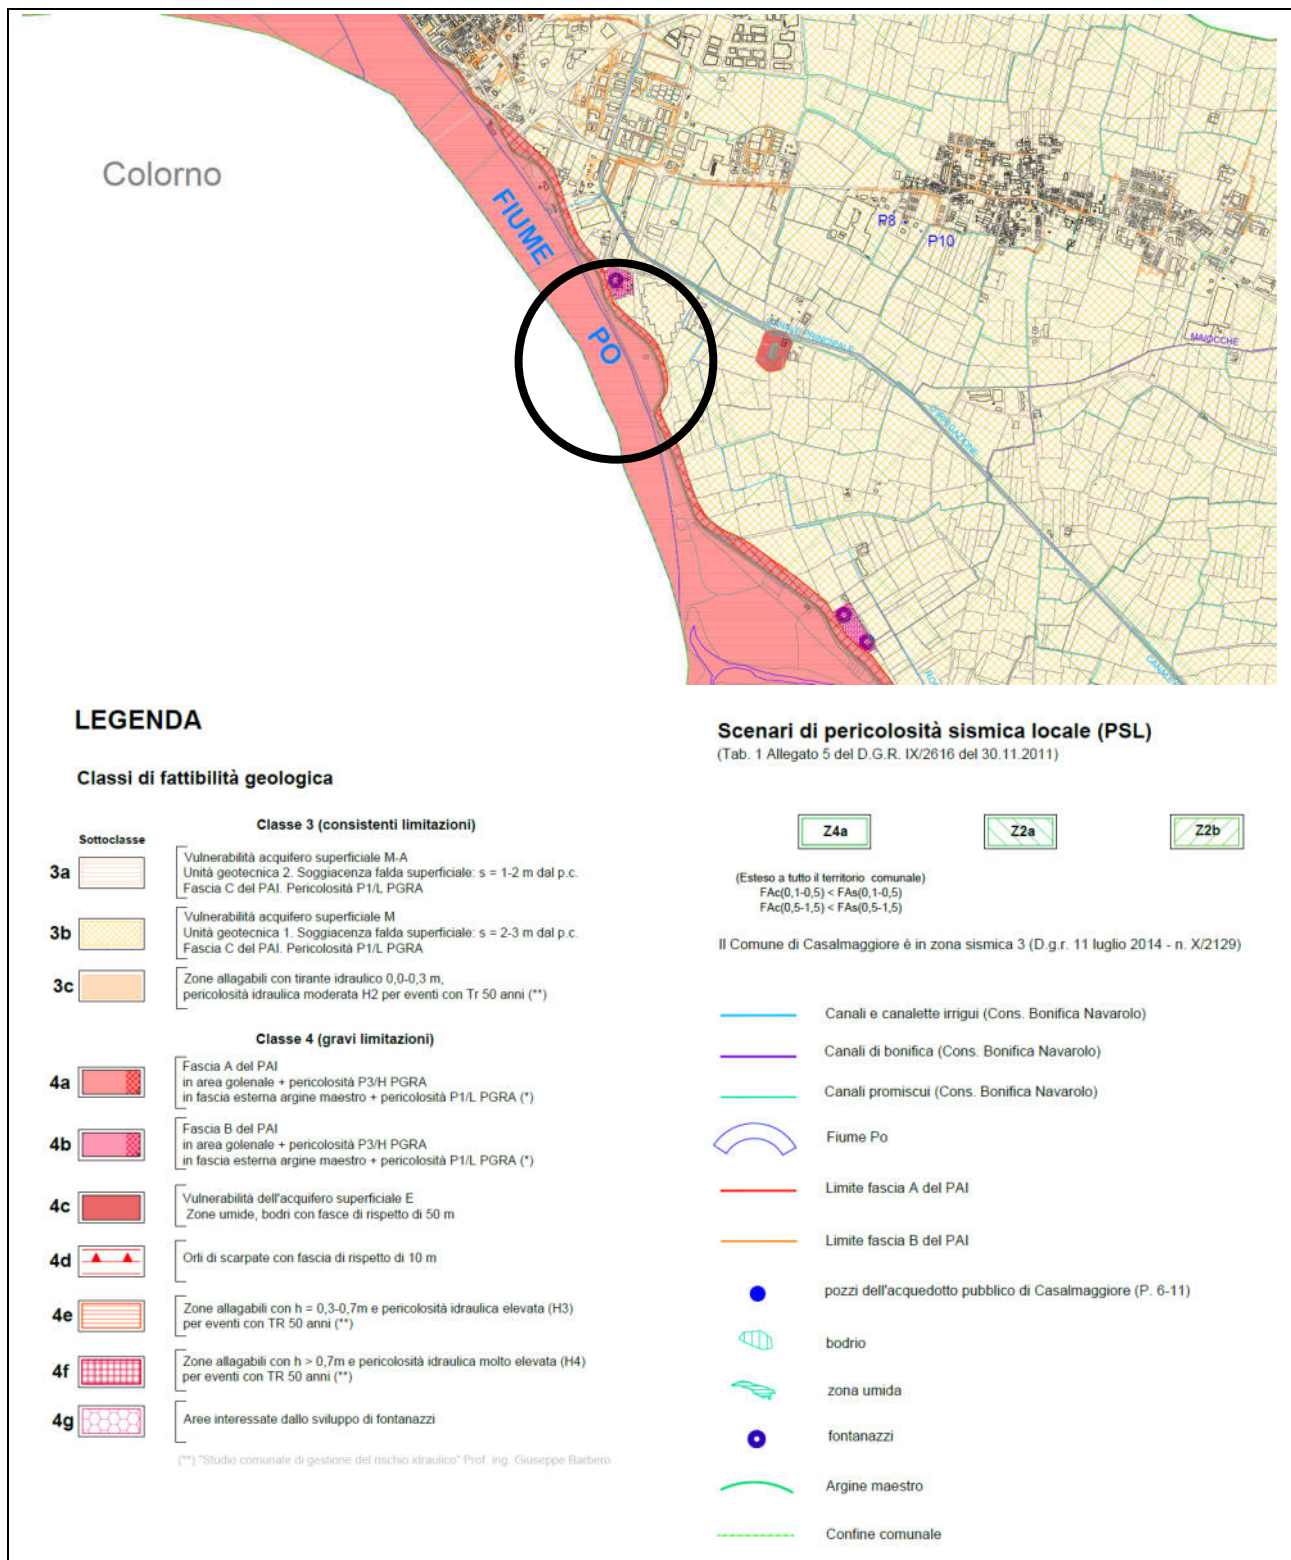 Colorno
FIUME
PO
P8
P10
CANALE PRINCIPALE
MAIOCCHE
D'IRRIGAZIONE
LEGENDA
Classi di fattibilità geologica
Sottoclasse
Classe 3 (consistenti limitazioni)
3a
Vulnerabilità acquifero superficiale M-A
Unità geotecnica 2. Soggiacenza falda superficiale: s = 1-2 m dal p.c.
Fascia C del PAI. Pericolosità P1/L PGRA
3b
Vulnerabilità acquifero superficiale M
Unità geotecnica 1. Soggiacenza falda superficiale: s = 2-3 m dal p.c.
Fascia C del PAI. Pericolosità P1/L PGRA
3c
Zone allagabili con tirante idraulico 0,0-0,3 m,
pericolosità idraulica moderata H2 per eventi con Tr 50 anni (**)
Classe 4 (gravi limitazioni)
4a
Fascia A del PAI
in area golenale + pericolosità P3/H PGRA
in fascia esterna argine maestro + pericolosità P1/L PGRA (*)
4b
Fascia B del PAI
in area golenale + pericolosità P3/H PGRA
in fascia esterna argine maestro + pericolosità P1/L PGRA (*)
4c
Vulnerabilità dell'acquifero superficiale E
Zone umide, bodri con fasce di rispetto di 50 m
4d
Orli di scarpate con fascia di rispetto di 10 m
4e
Zone allagabili con h = 0,3-0,7m e pericolosità idraulica elevata (H3)
per eventi con TR 50 anni (**)
4f
Zone allagabili con h > 0,7m e pericolosità idraulica molto elevata (H4)
per eventi con TR 50 anni (**)
4g
Aree interessate dallo sviluppo di fontanazzi
(**) "Studio comunale di gestione del rischio idraulico" Prof. ing. Giuseppe Barbero
Scenari di pericolosità sismica locale (PSL)
(Tab. 1 Allegato 5 del D.G.R. IX/2616 del 30.11.2011)
Z4a
Z2a
Z2b
(Esteso a tutto il territorio comunale)
FAc(0,1-0,5) < FAs(0,1-0,5)
FAc(0,5-1,5) < FAs(0,5-1,5)
Il Comune di Casalmaggiore è in zona sismica 3 (D.g.r. 11 luglio 2014 - n. X/2129)
Canali e canalette irrigui (Cons. Bonifica Navarolo)
Canali di bonifica (Cons. Bonifica Navarolo)
Canali promiscui (Cons. Bonifica Navarolo)
Fiume Po
Limite fascia A del PAI
Limite fascia B del PAI
pozzi dell'acquedotto pubblico di Casalmaggiore (P. 6-11)
bodrio
zona umida
fontanazzi
Argine maestro
Confine comunale